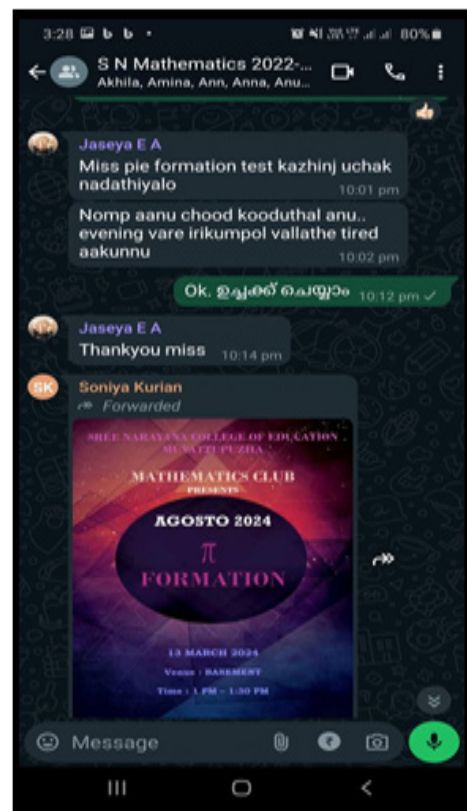 3:28
80%
S N Mathematics 2022-...
Akhila, Amina, Ann, Anna, Anu...
Jaseya E A
Miss pie formation test kazhinj uchak
nadathiyalo
10:01 pm
Nomp aanu chood kooduthal anu..
evening vare irikumpol vallathe tired
aakunnu
10:02 pm
Ok. ഉച്ചക്ക് ചെയ്യാം 10:12 pm
Jaseya E A
Thankyou miss 10:14 pm
SK
Soniya Kurian
Forwarded
SREE NARAYANA COLLEGE OF EDUCATION
MUVATTUPUZHA
MATHEMATICS CLUB
PRESENTS
AGOSTO 2024
π
FORMATION
13 MARCH 2024
Venue : BASEMENT
Time : 1 PM – 1:30 PM
Message